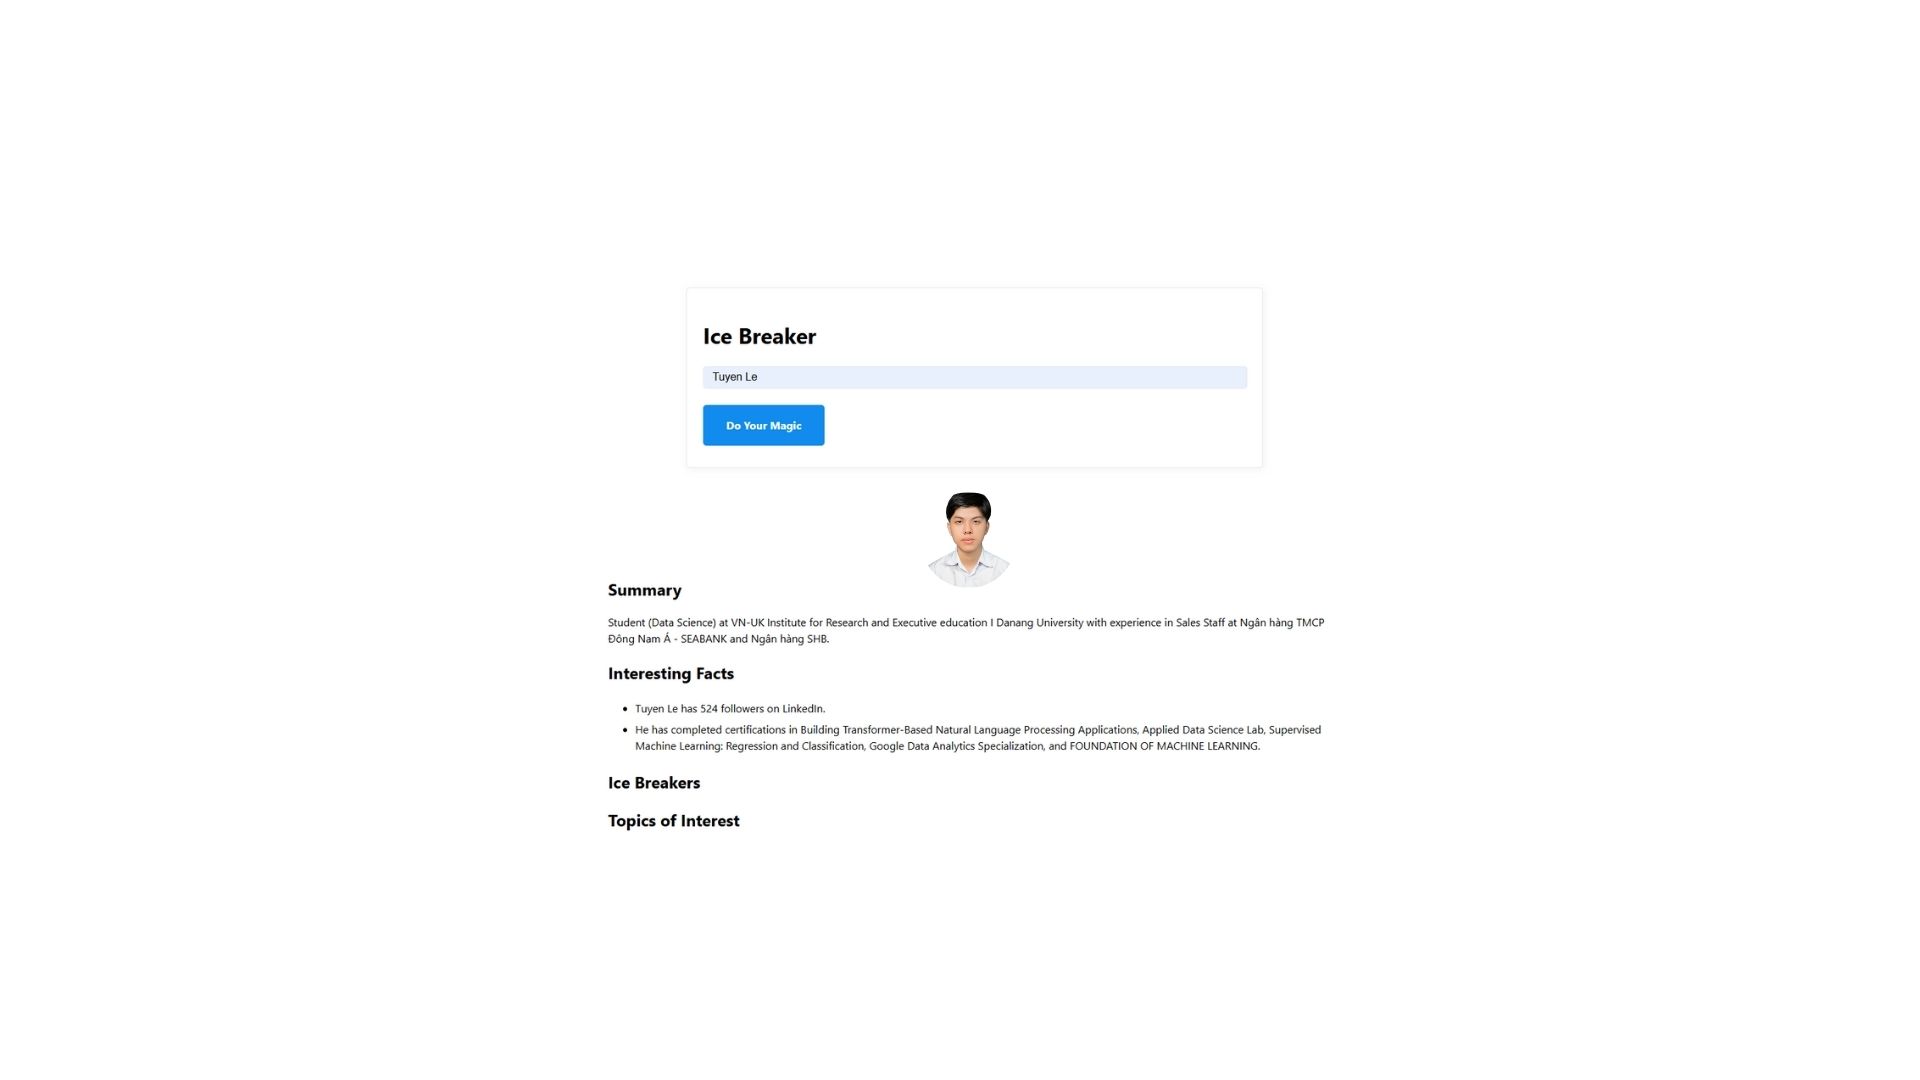 Ice Breaker
Tuyen Le
Do Your Magic
Summary
Student (Data Science) at VN-UK Institute for Research and Executive education I Danang University with experience in Sales Staff at Ngân hàng TMCP
Đông Nam Á - SEABANK and Ngân hàng SHB.
Interesting Facts
• Tuyen Le has 524 followers on LinkedIn.
• He has completed certifications in Building Transformer-Based Natural Language Processing Applications, Applied Data Science Lab, Supervised
Machine Learning: Regression and Classification, Google Data Analytics Specialization, and FOUNDATION OF MACHINE LEARNING.
Ice Breakers
Topics of Interest